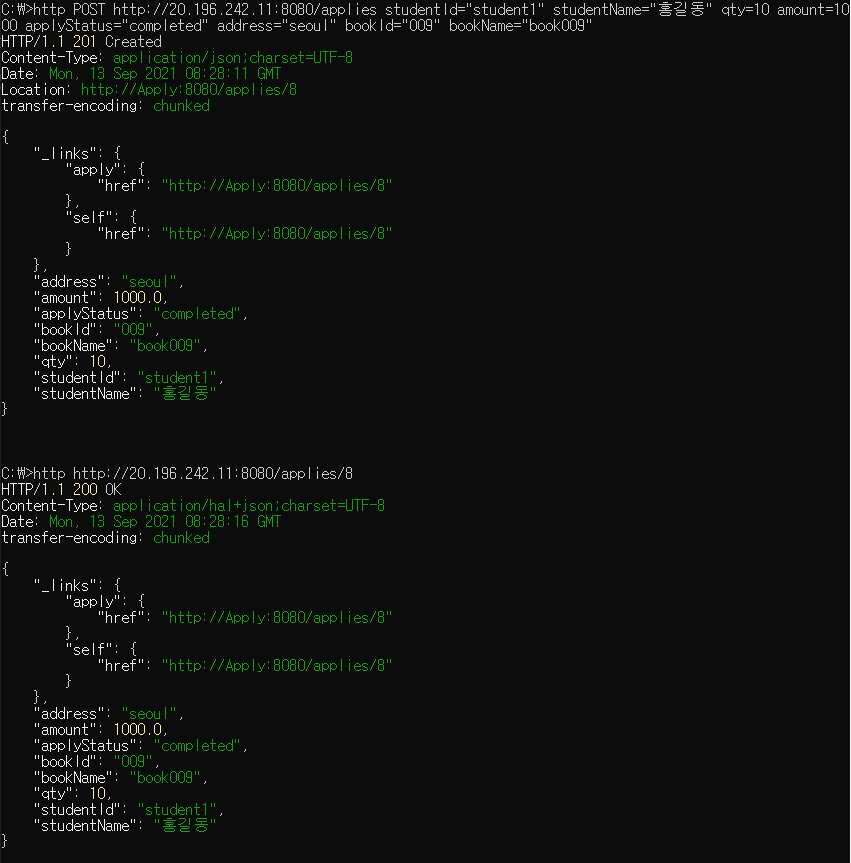 C:\>http POST http://20.196.242.11:8080/applies studentId="student1" studentName="홍길동" qty=10 amount=10
00 applyStatus="completed" address="seoul" bookId="009" bookName="book009"
HTTP/1.1 201 Created
Content-Type: application/json;charset=UTF-8
Date: Mon, 13 Sep 2021 08:28:11 GMT
Location: http://Apply:8080/applies/8
transfer-encoding: chunked
{
    "_links": {
        "apply": {
            "href": "http://Apply:8080/applies/8"
        },
        "self": {
            "href": "http://Apply:8080/applies/8"
        }
    },
    "address": "seoul",
    "amount": 1000.0,
    "applyStatus": "completed",
    "bookId": "009",
    "bookName": "book009",
    "qty": 10,
    "studentId": "student1",
    "studentName": "홍길동"
}
C:\>http http://20.196.242.11:8080/applies/8
HTTP/1.1 200 OK
Content-Type: application/hal+json;charset=UTF-8
Date: Mon, 13 Sep 2021 08:28:16 GMT
transfer-encoding: chunked
{
    "_links": {
        "apply": {
            "href": "http://Apply:8080/applies/8"
        },
        "self": {
            "href": "http://Apply:8080/applies/8"
        }
    },
    "address": "seoul",
    "amount": 1000.0,
    "applyStatus": "completed",
    "bookId": "009",
    "bookName": "book009",
    "qty": 10,
    "studentId": "student1",
    "studentName": "홍길동"
}